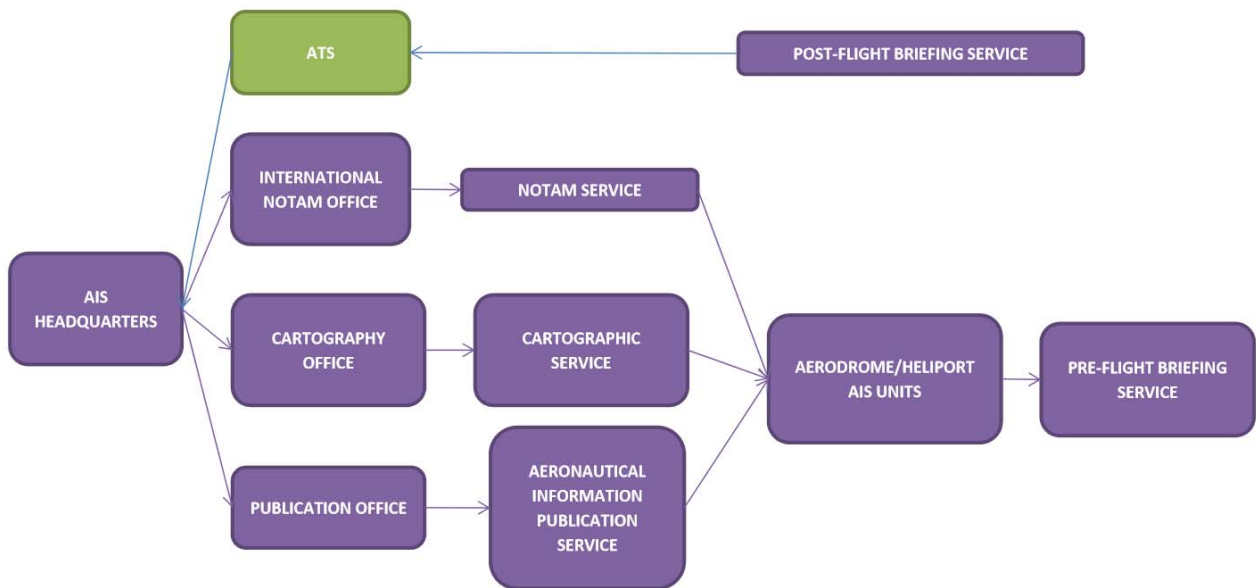 ATS
POST-FLIGHT BRIEFING SERVICE
INTERNATIONAL
NOTAM OFFICE
NOTAM SERVICE
AIS
HEADQUARTERS
CARTOGRAPHY
OFFICE
CARTOGRAPHIC
SERVICE
AERODROME/HELIPORT
AIS UNITS
PRE-FLIGHT BRIEFING
SERVICE
PUBLICATION OFFICE
AERONAUTICAL
INFORMATION
PUBLICATION
SERVICE